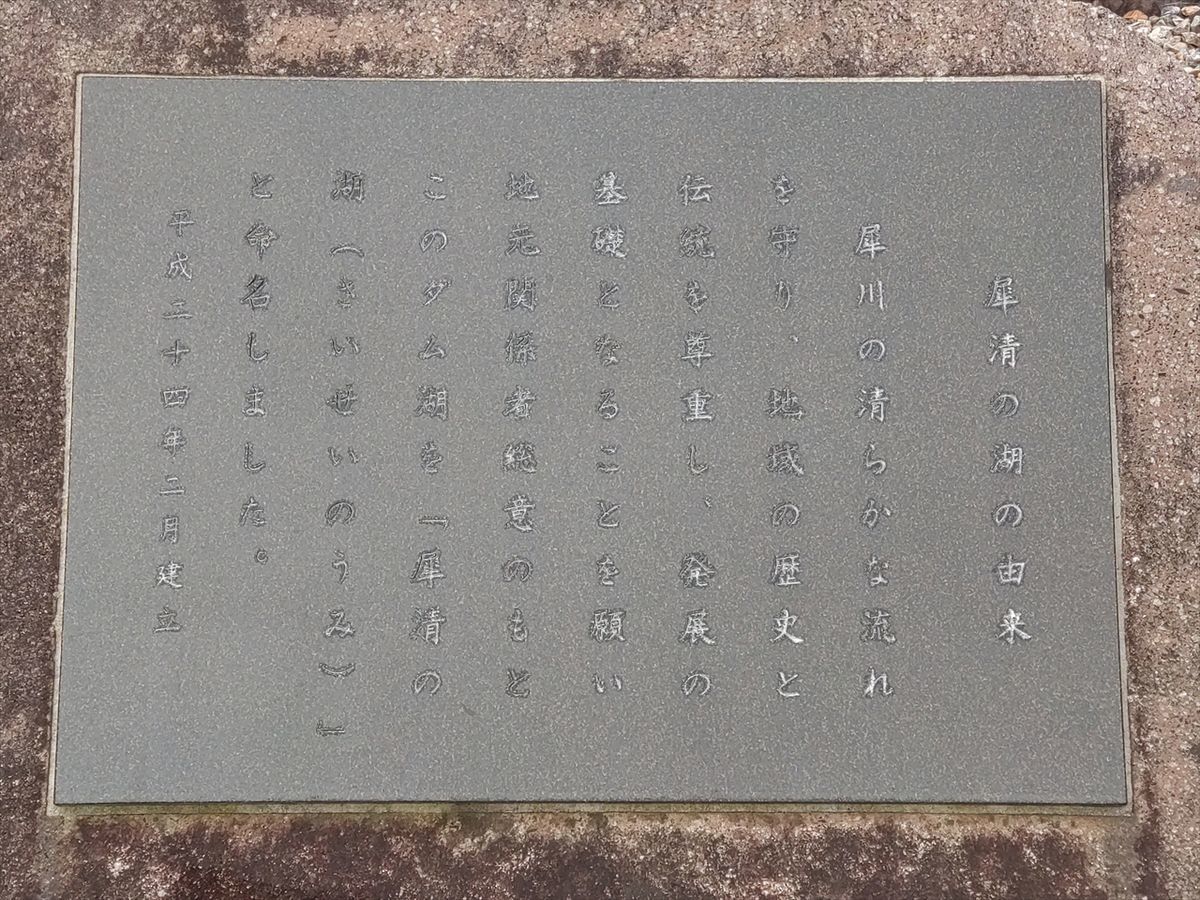 犀清の湖の由来
犀川の清らかな流れ
を守り、地域の歴史と
伝統を尊重し、発展の
基礎となることを願い
地元関係者総意のもと
このダム湖を「犀清の
湖(さいせいのうみ)」
と命名しました。
平成二十四年二月建立